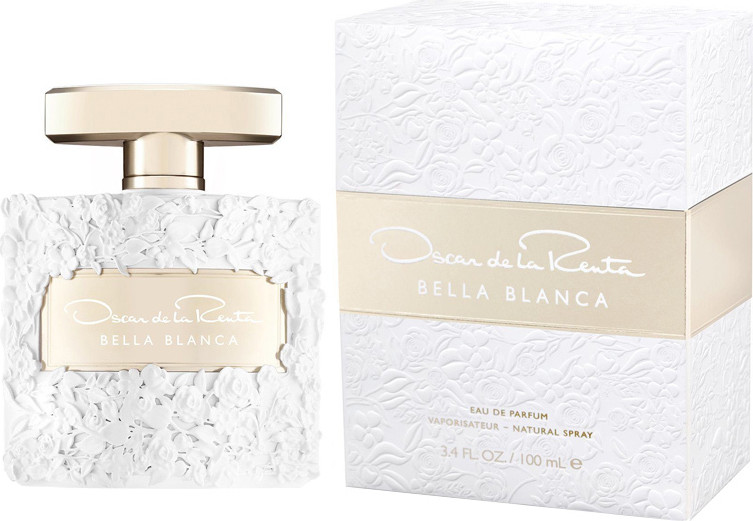 Oscar de la Renta
BELLA BLANCA
Oscar de la Renta
BELLA BLANCA
EAU DE PARFUM
VAPORISATEUR – NATURAL SPRAY
3.4 FL. OZ. / 100 mL ℮